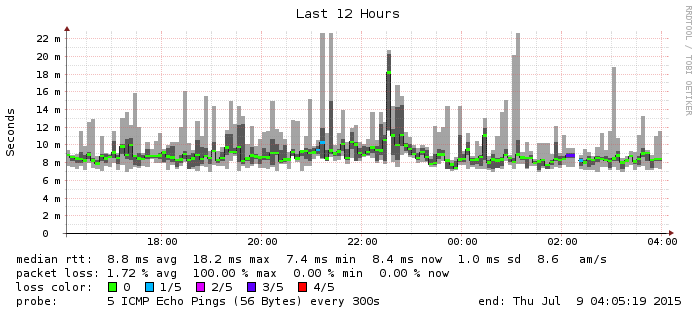 Last 12 Hours
RRDTOOL / TOBI OETIKER
Seconds
22 m
20 m
18 m
16 m
14 m
12 m
10 m
8 m
6 m
4 m
2 m
0
18:00 20:00 22:00 00:00 02:00 04:00
median rtt: 8.8 ms avg 18.2 ms max 7.4 ms min 8.4 ms now 1.0 ms sd 8.6 am/s
packet loss: 1.72 % avg 100.00 % max 0.00 % min 0.00 % now
loss color: 0 1/5 2/5 3/5 4/5
probe: 5 ICMP Echo Pings (56 Bytes) every 300s end: Thu Jul 9 04:05:19 2015